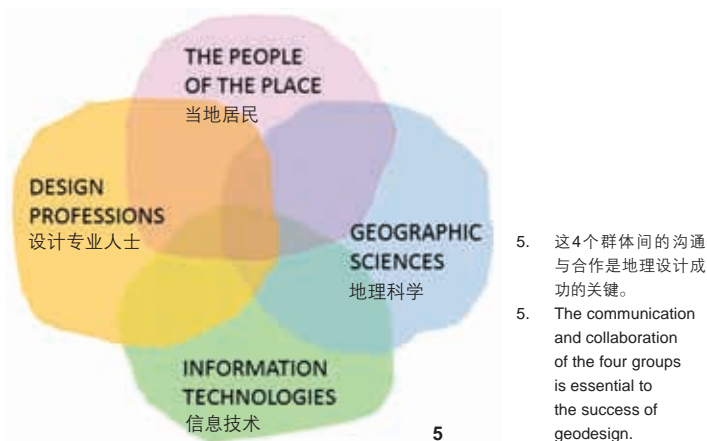 THE PEOPLE
OF THE PLACE
当地居民
DESIGN
PROFESSIONS
设计专业人士
GEOGRAPHIC
SCIENCES
地理科学
INFORMATION
TECHNOLOGIES
信息技术
5
5. 这4个群体间的沟通
与合作是地理设计成
功的关键。
5. The communication
and collaboration
of the four groups
is essential to
the success of
geodesign.